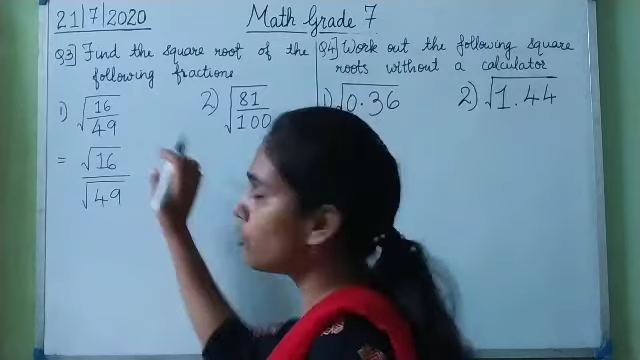 21/7/2020
Math Grade 7
Q3] Find the square root of the
following fractions.
1) √16/49
2) √81/100
= √16/√49
Q4] Work out the following square
roots without a calculator
1) √0.36
2) √1.44